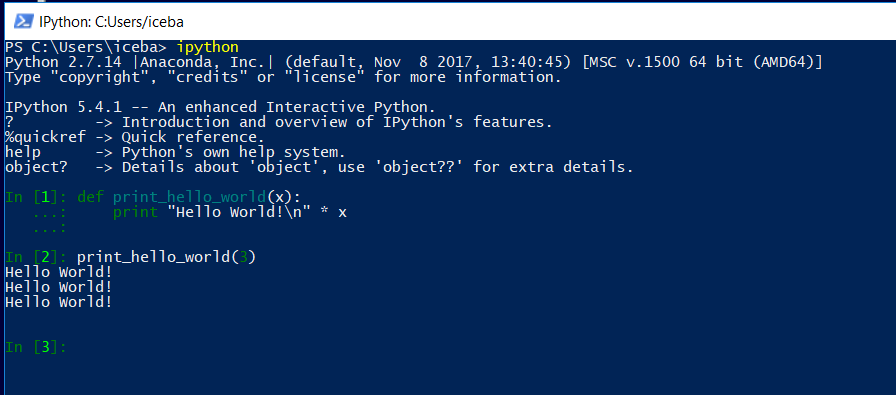 IPython: C:Users/iceba
PS C:\Users\iceba> ipython
Python 2.7.14 |Anaconda, Inc.| (default, Nov  8 2017, 13:40:45) [MSC v.1500 64 bit (AMD64)]
Type "copyright", "credits" or "license" for more information.

IPython 5.4.1 -- An enhanced Interactive Python.
?         -> Introduction and overview of IPython's features.
%quickref -> Quick reference.
help      -> Python's own help system.
object?   -> Details about 'object', use 'object??' for extra details.

In [1]: def print_hello_world(x):
   ...:     print "Hello World!\n" * x
   ...:

In [2]: print_hello_world(3)
Hello World!
Hello World!
Hello World!

In [3]: